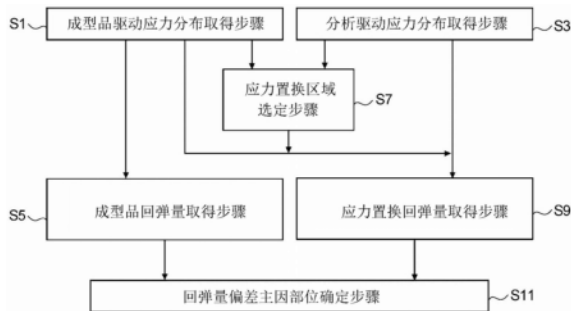 S1 成型品驱动应力分布取得步骤
分析驱动应力分布取得步骤 S3
应力置换区域
选定步骤
S7
S5 成型品回弹量取得步骤
应力置换回弹量取得步骤 S9
回弹量偏差主因部位确定步骤
S11